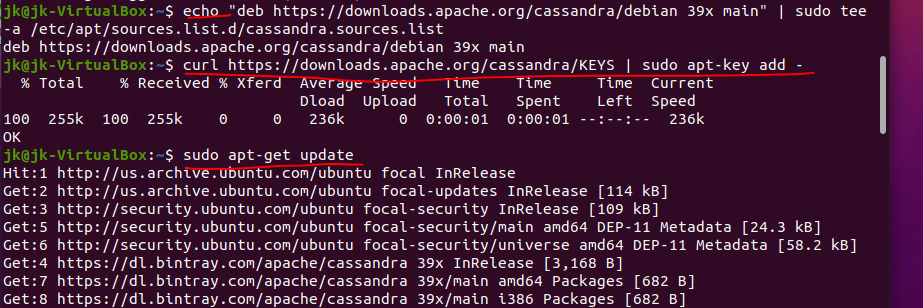 jk@jk-VirtualBox:~$ echo "deb https://downloads.apache.org/cassandra/debian 39x main" | sudo tee
-a /etc/apt/sources.list.d/cassandra.sources.list
deb https://downloads.apache.org/cassandra/debian 39x main
jk@jk-VirtualBox:~$ curl https://downloads.apache.org/cassandra/KEYS | sudo apt-key add -
% Total % Received % Xferd Average Speed Time Time Time Current
Dload Upload Total Spent Left Speed
100 255k 100 255k 0 0 236k 0 0:00:01 0:00:01 --:--:-- 236k
OK
jk@jk-VirtualBox:~$ sudo apt-get update
Hit:1 http://us.archive.ubuntu.com/ubuntu focal InRelease
Get:2 http://us.archive.ubuntu.com/ubuntu focal-updates InRelease [114 kB]
Get:3 http://security.ubuntu.com/ubuntu focal-security InRelease [109 kB]
Get:5 http://security.ubuntu.com/ubuntu focal-security/main amd64 DEP-11 Metadata [24.3 kB]
Get:6 http://security.ubuntu.com/ubuntu focal-security/universe amd64 DEP-11 Metadata [58.2 kB]
Get:4 https://dl.bintray.com/apache/cassandra 39x InRelease [3,168 B]
Get:7 https://dl.bintray.com/apache/cassandra 39x/main amd64 Packages [682 B]
Get:8 https://dl.bintray.com/apache/cassandra 39x/main i386 Packages [682 B]